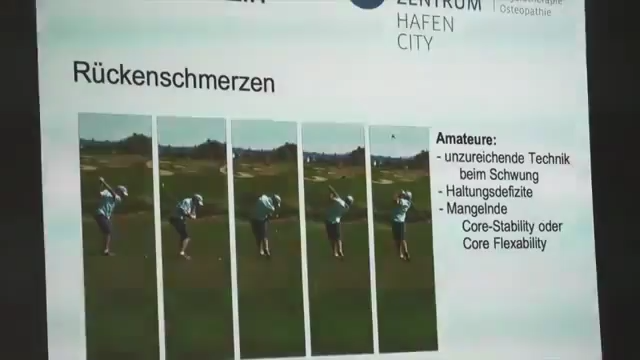 ZENTRUM
HAFEN
CITY
Osteopathie
Rückenschmerzen
Amateure:
- unzureichende Technik
beim Schwung
- Haltungsdefizite
- Mangelnde
Core-Stability oder
Core Flexability